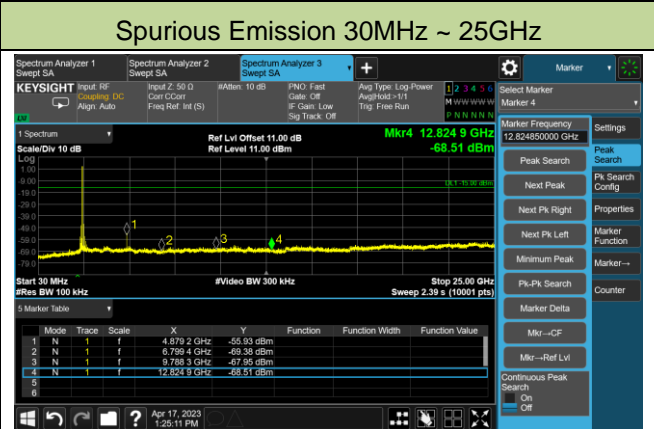 Spurious Emission 30MHz ~ 25GHz
Spectrum Analyzer 1
Swept SA
Spectrum Analyzer 2
Swept SA
Spectrum Analyzer 3
Swept SA
+
Marker
KEYSIGHT
Input: RF
Coupling: DC
Align: Auto
Input Z: 50 Ω
Corr CCorr
Freq Ref: Int (S)
#Atten: 10 dB
PNO: Fast
Gate: Off
IF Gain: Low
Sig Track: Off
Avg Type: Log-Power
Avg|Hold:>1/1
Trig: Free Run
1 2 3 4 5 6
M W W W W W
P N N N N N
LXI
Select Marker
Marker 4
1 Spectrum
Scale/Div 10 dB
Ref Lvl Offset 11.00 dB
Ref Level 11.00 dBm
Mkr4 12.824 9 GHz
-68.51 dBm
Log
1.00
-9.00
-19.0
-29.0
-39.0
-49.0
-59.0
-69.0
-79.0
DL1 -15.00 dBm
1
2
3
4
Start 30 MHz
#Res BW 100 kHz
#Video BW 300 kHz
Stop 25.00 GHz
Sweep 2.39 s (10001 pts)
5 Marker Table
Mode Trace Scale X Y Function Function Width Function Value
1 N 1 f 4.879 2 GHz -55.93 dBm
2 N 1 f 6.799 4 GHz -69.38 dBm
3 N 1 f 9.788 3 GHz -67.95 dBm
4 N 1 f 12.824 9 GHz -68.51 dBm
5
6
Marker Frequency
12.824850000 GHz
Peak Search
Next Peak
Next Pk Right
Next Pk Left
Minimum Peak
Pk-Pk Search
Marker Delta
Mkr→CF
Mkr→Ref Lvl
Continuous Peak
Search
On
Off
Settings
Peak
Search
Pk Search
Config
Properties
Marker
Function
Marker→
Counter
?
Apr 17, 2023
1:25:11 PM